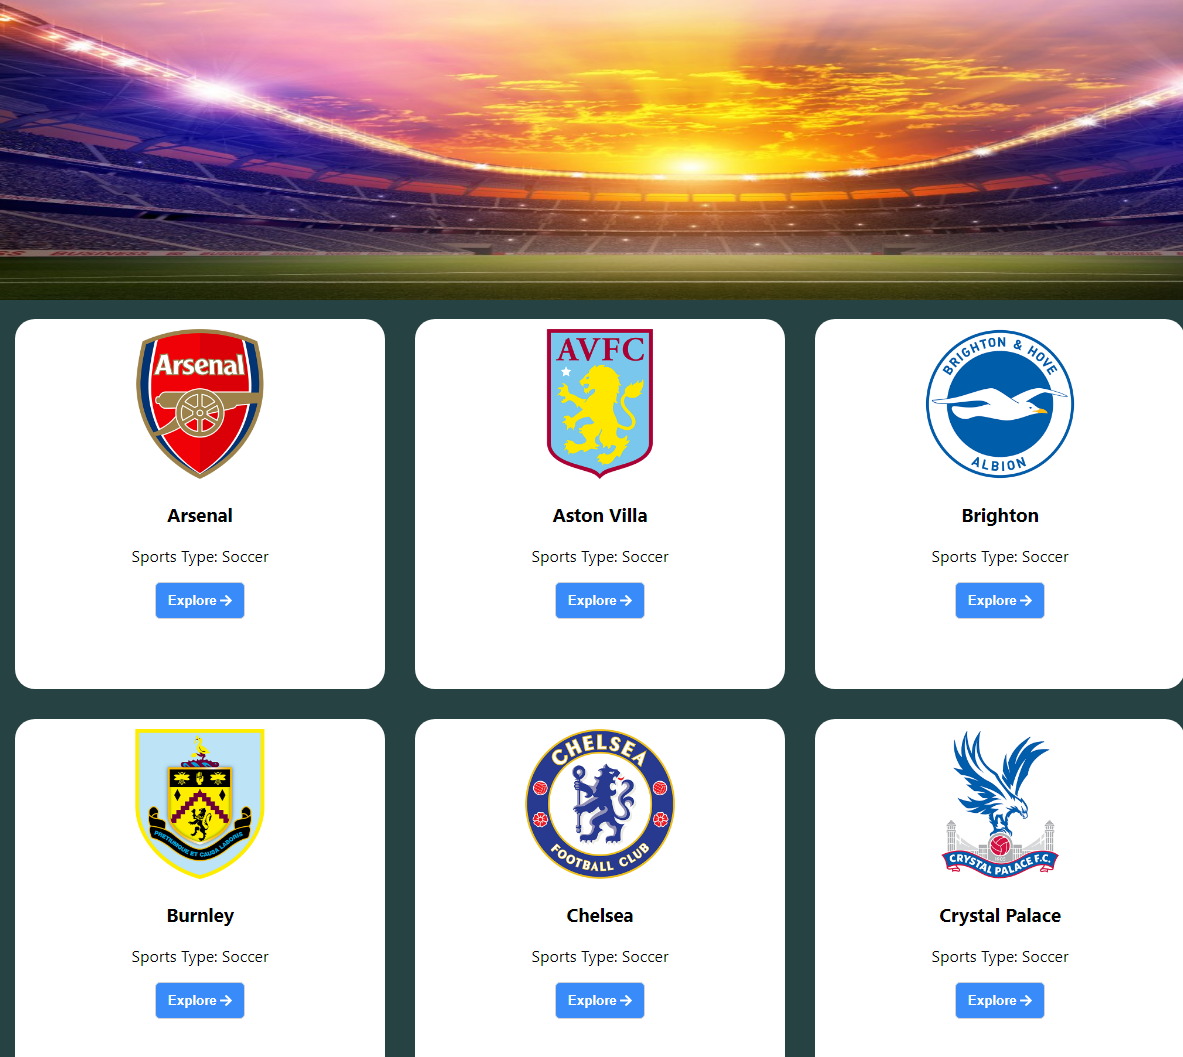 BUSINESS
Arsenal
AVFC
BRIGHTON & HOVE
ALBION
Arsenal
Aston Villa
Brighton
Sports Type: Soccer
Sports Type: Soccer
Sports Type: Soccer
Explore →
Explore →
Explore →
PRETIUMQUE ET CAUSA LABORIS
CHELSEA
FOOTBALL CLUB
CRYSTAL PALACE F.C.
Burnley
Chelsea
Crystal Palace
Sports Type: Soccer
Sports Type: Soccer
Sports Type: Soccer
Explore →
Explore →
Explore →